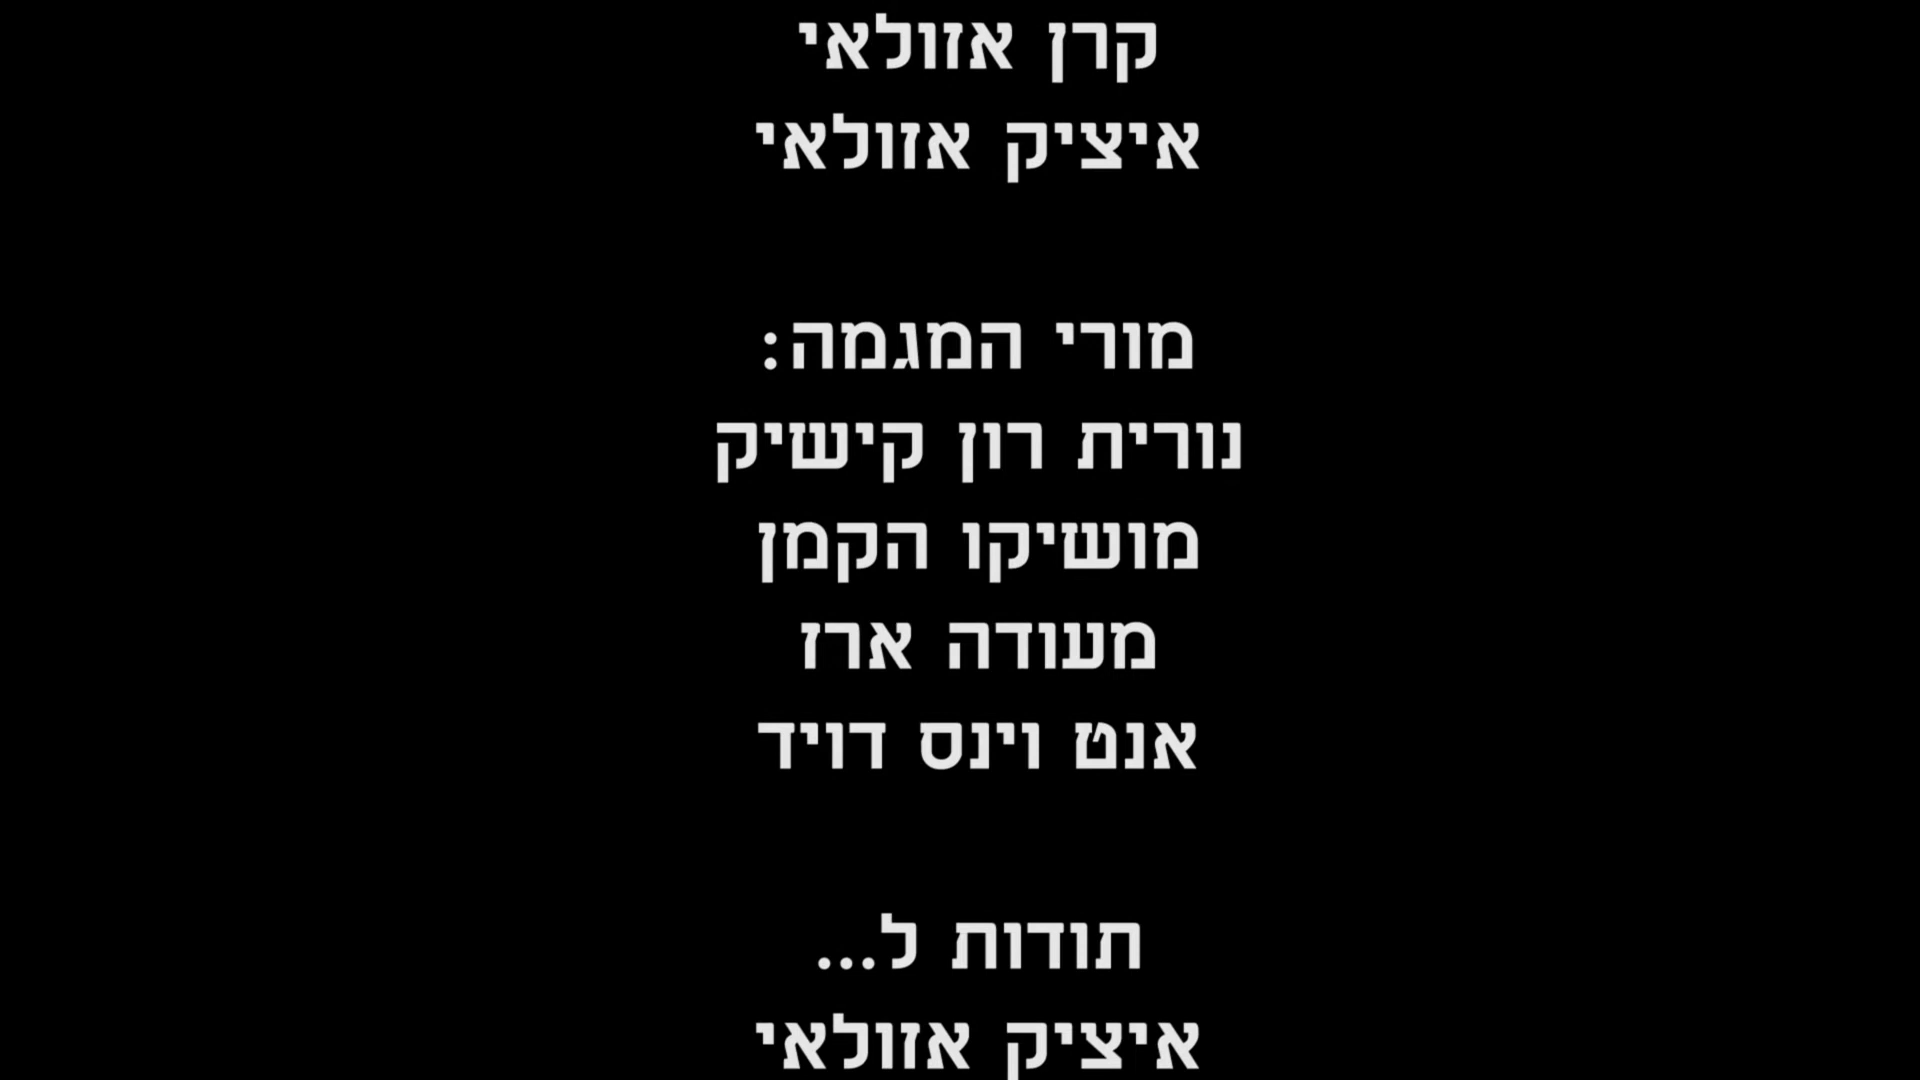 קרן אזולאי
איציק אזולאי
מורי המגמה:
נורית רון קישיק
מושיקו הקמן
מעודה ארז
אנט וינס דויד
תודות ל...
איציק אזולאי